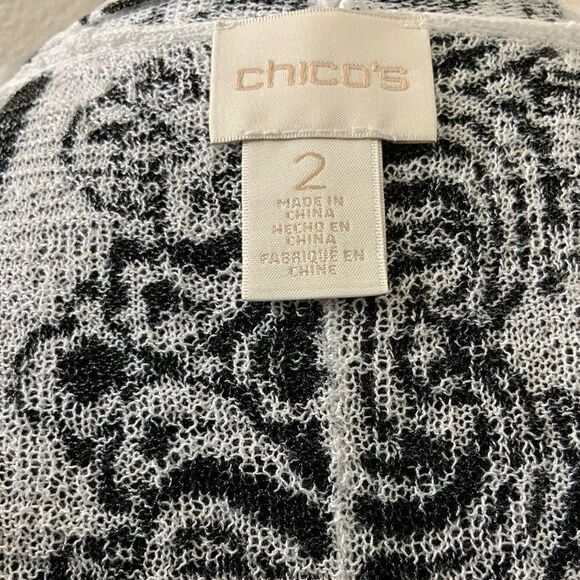 chico's
2
MADE IN
CHINA
HECHO EN
CHINA
FABRIQUE EN
CHINE